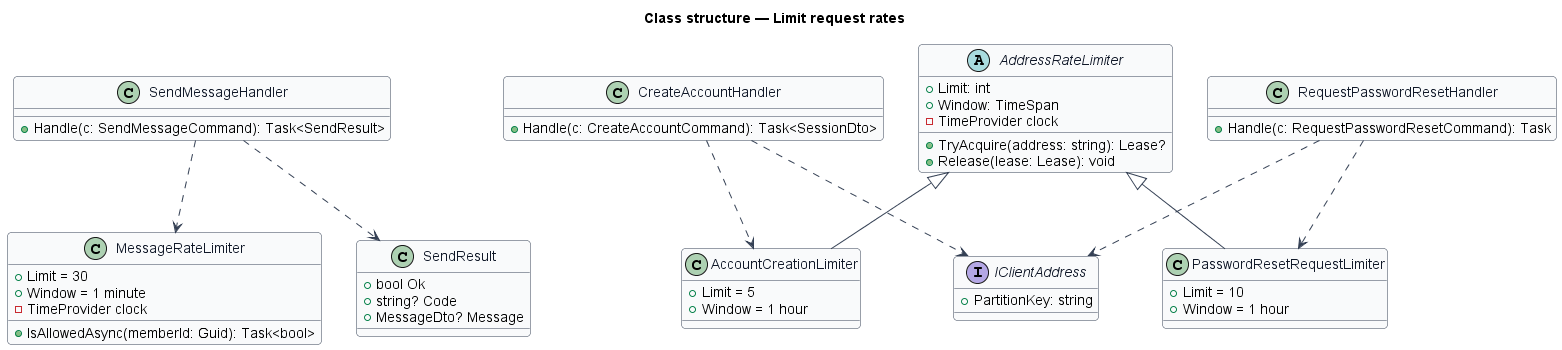 Class structure — Limit request rates
C SendMessageHandler
Handle(c: SendMessageCommand): Task<SendResult>
C CreateAccountHandler
Handle(c: CreateAccountCommand): Task<SessionDto>
A AddressRateLimiter
Limit: int
Window: TimeSpan
TimeProvider clock
TryAcquire(address: string): Lease?
Release(lease: Lease): void
C RequestPasswordResetHandler
Handle(c: RequestPasswordResetCommand): Task
C MessageRateLimiter
Limit = 30
Window = 1 minute
TimeProvider clock
IsAllowedAsync(memberId: Guid): Task<bool>
C SendResult
bool Ok
string? Code
MessageDto? Message
C AccountCreationLimiter
Limit = 5
Window = 1 hour
I IClientAddress
PartitionKey: string
C PasswordResetRequestLimiter
Limit = 10
Window = 1 hour